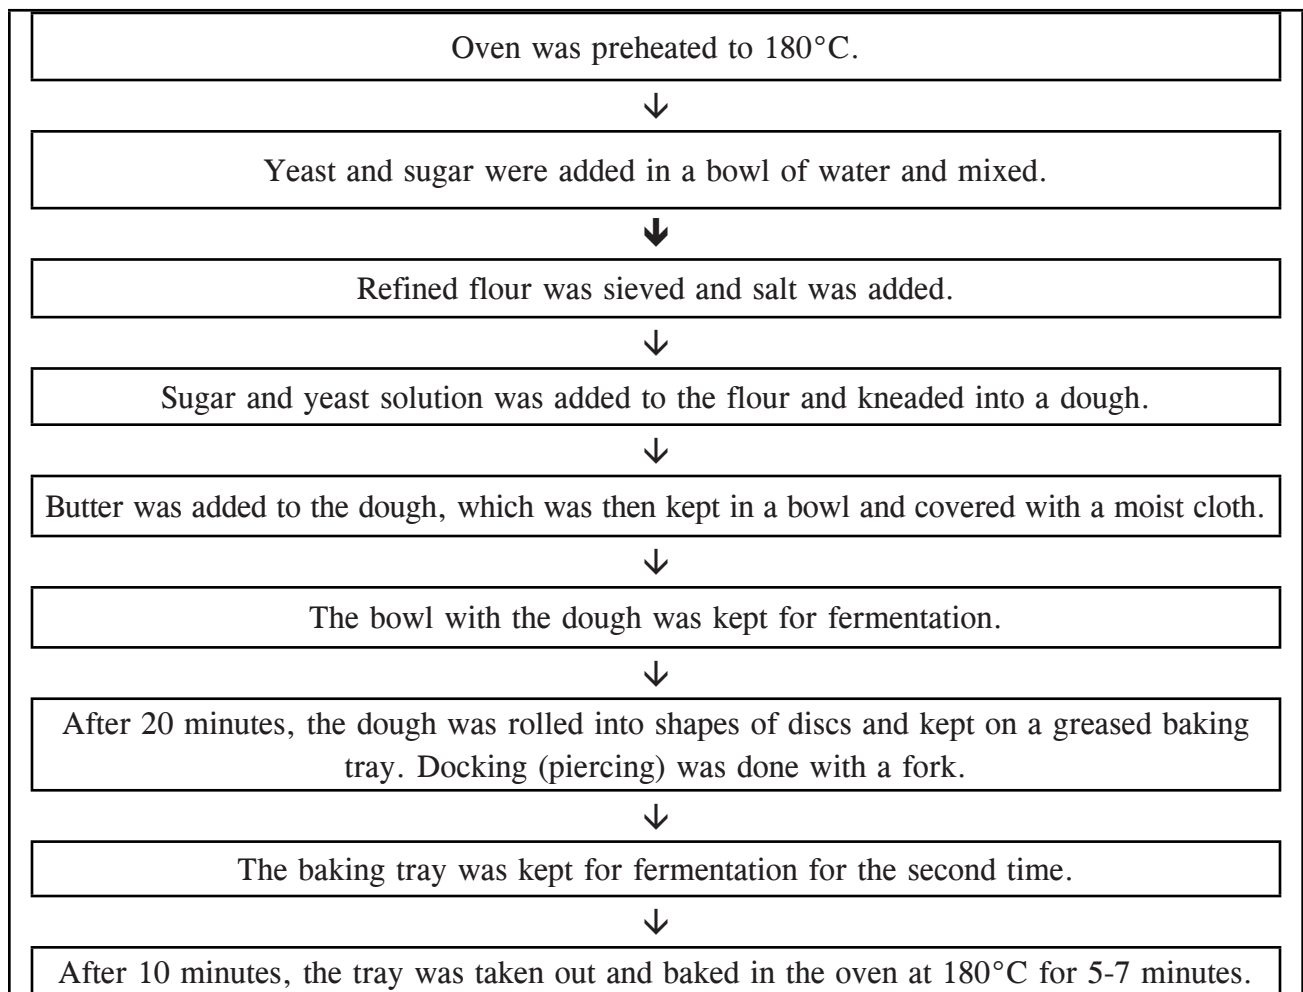 Oven was preheated to 180°C.
↓
Yeast and sugar were added in a bowl of water and mixed.
↓
Refined flour was sieved and salt was added.
↓
Sugar and yeast solution was added to the flour and kneaded into a dough.
↓
Butter was added to the dough, which was then kept in a bowl and covered with a moist cloth.
↓
The bowl with the dough was kept for fermentation.
↓
After 20 minutes, the dough was rolled into shapes of discs and kept on a greased baking
tray. Docking (piercing) was done with a fork.
↓
The baking tray was kept for fermentation for the second time.
↓
After 10 minutes, the tray was taken out and baked in the oven at 180°C for 5-7 minutes.